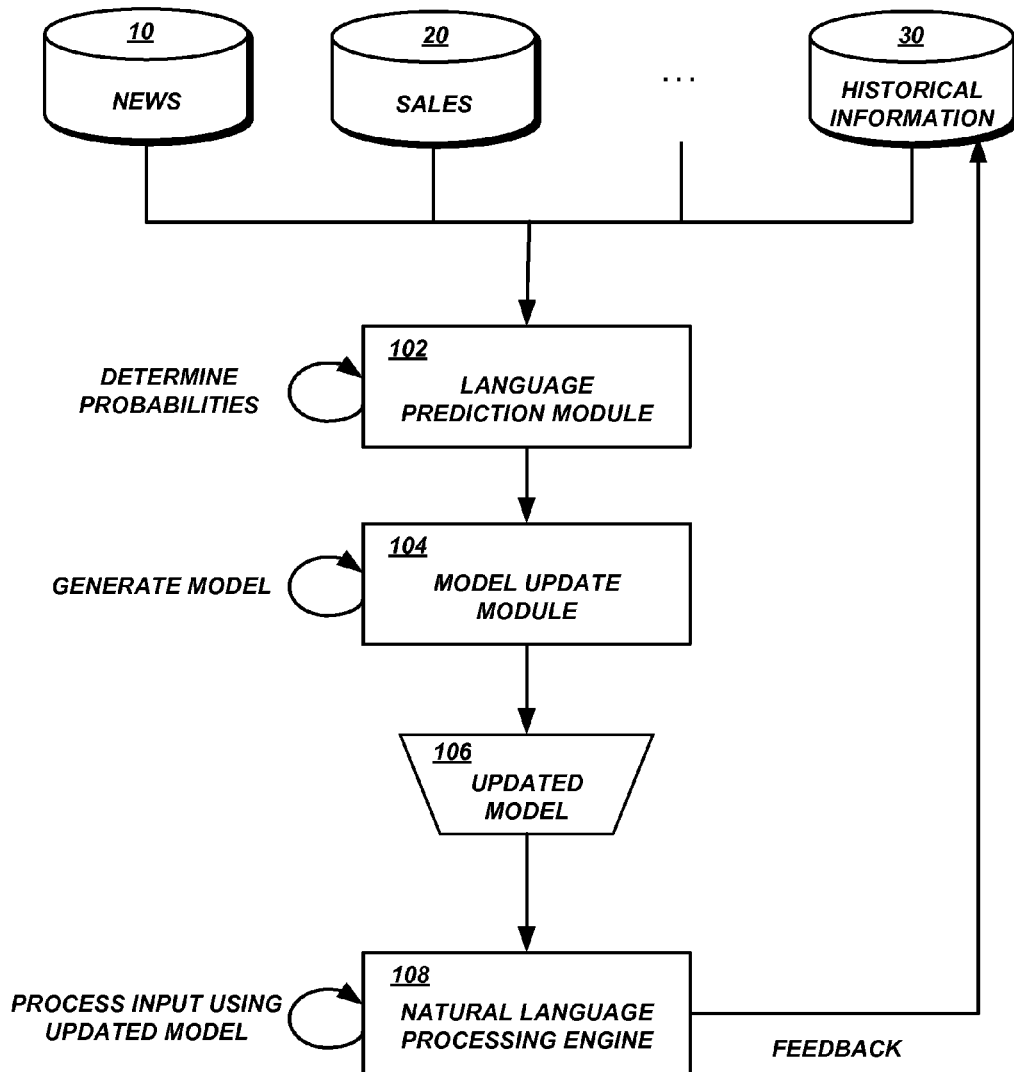 10
NEWS
20
SALES
...
30
HISTORICAL
INFORMATION
102
LANGUAGE
PREDICTION MODULE
DETERMINE
PROBABILITIES
104
MODEL UPDATE
MODULE
GENERATE MODEL
106
UPDATED
MODEL
108
NATURAL LANGUAGE
PROCESSING ENGINE
PROCESS INPUT USING
UPDATED MODEL
FEEDBACK